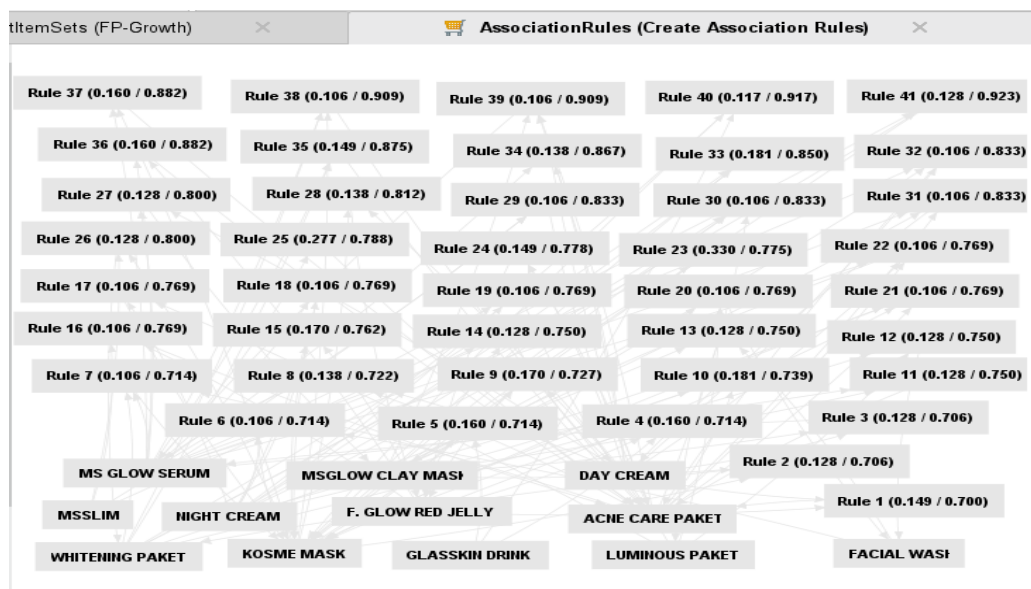 tItemSets (FP-Growth)
AssociationRules (Create Association Rules)
Rule 37 (0.160 / 0.882)
Rule 38 (0.106 / 0.909)
Rule 39 (0.106 / 0.909)
Rule 40 (0.117 / 0.917)
Rule 41 (0.128 / 0.923)
Rule 36 (0.160 / 0.882)
Rule 35 (0.149 / 0.875)
Rule 34 (0.138 / 0.867)
Rule 33 (0.181 / 0.850)
Rule 32 (0.106 / 0.833)
Rule 27 (0.128 / 0.800)
Rule 28 (0.138 / 0.812)
Rule 29 (0.106 / 0.833)
Rule 30 (0.106 / 0.833)
Rule 31 (0.106 / 0.833)
Rule 26 (0.128 / 0.800)
Rule 25 (0.277 / 0.788)
Rule 24 (0.149 / 0.778)
Rule 23 (0.330 / 0.775)
Rule 22 (0.106 / 0.769)
Rule 17 (0.106 / 0.769)
Rule 18 (0.106 / 0.769)
Rule 19 (0.106 / 0.769)
Rule 20 (0.106 / 0.769)
Rule 21 (0.106 / 0.769)
Rule 16 (0.106 / 0.769)
Rule 15 (0.170 / 0.762)
Rule 14 (0.128 / 0.750)
Rule 13 (0.128 / 0.750)
Rule 12 (0.128 / 0.750)
Rule 7 (0.106 / 0.714)
Rule 8 (0.138 / 0.722)
Rule 9 (0.170 / 0.727)
Rule 10 (0.181 / 0.739)
Rule 11 (0.128 / 0.750)
Rule 6 (0.106 / 0.714)
Rule 5 (0.160 / 0.714)
Rule 4 (0.160 / 0.714)
Rule 3 (0.128 / 0.706)
MS GLOW SERUM
MSGLOW CLAY MASK
DAY CREAM
Rule 2 (0.128 / 0.706)
MSSLIM
NIGHT CREAM
F. GLOW RED JELLY
ACNE CARE PAKET
Rule 1 (0.149 / 0.700)
WHITENING PAKET
KOSME MASK
GLASSKIN DRINK
LUMINOUS PAKET
FACIAL WASH